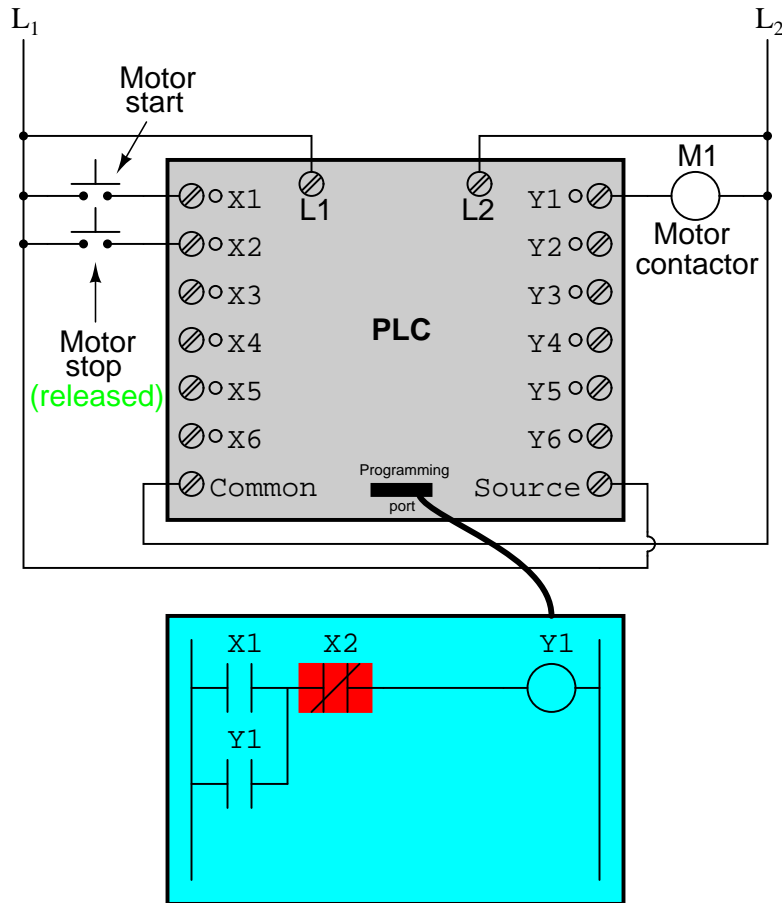 L1 L2
Motor
start
M1
X1 L1 L2 Y1
Motor
contactor
X2 Y2
X3 Y3
Motor
stop
(released)
PLC
X4 Y4
X5 Y5
X6 Y6
Common Programming
port Source
X1 X2 Y1
Y1